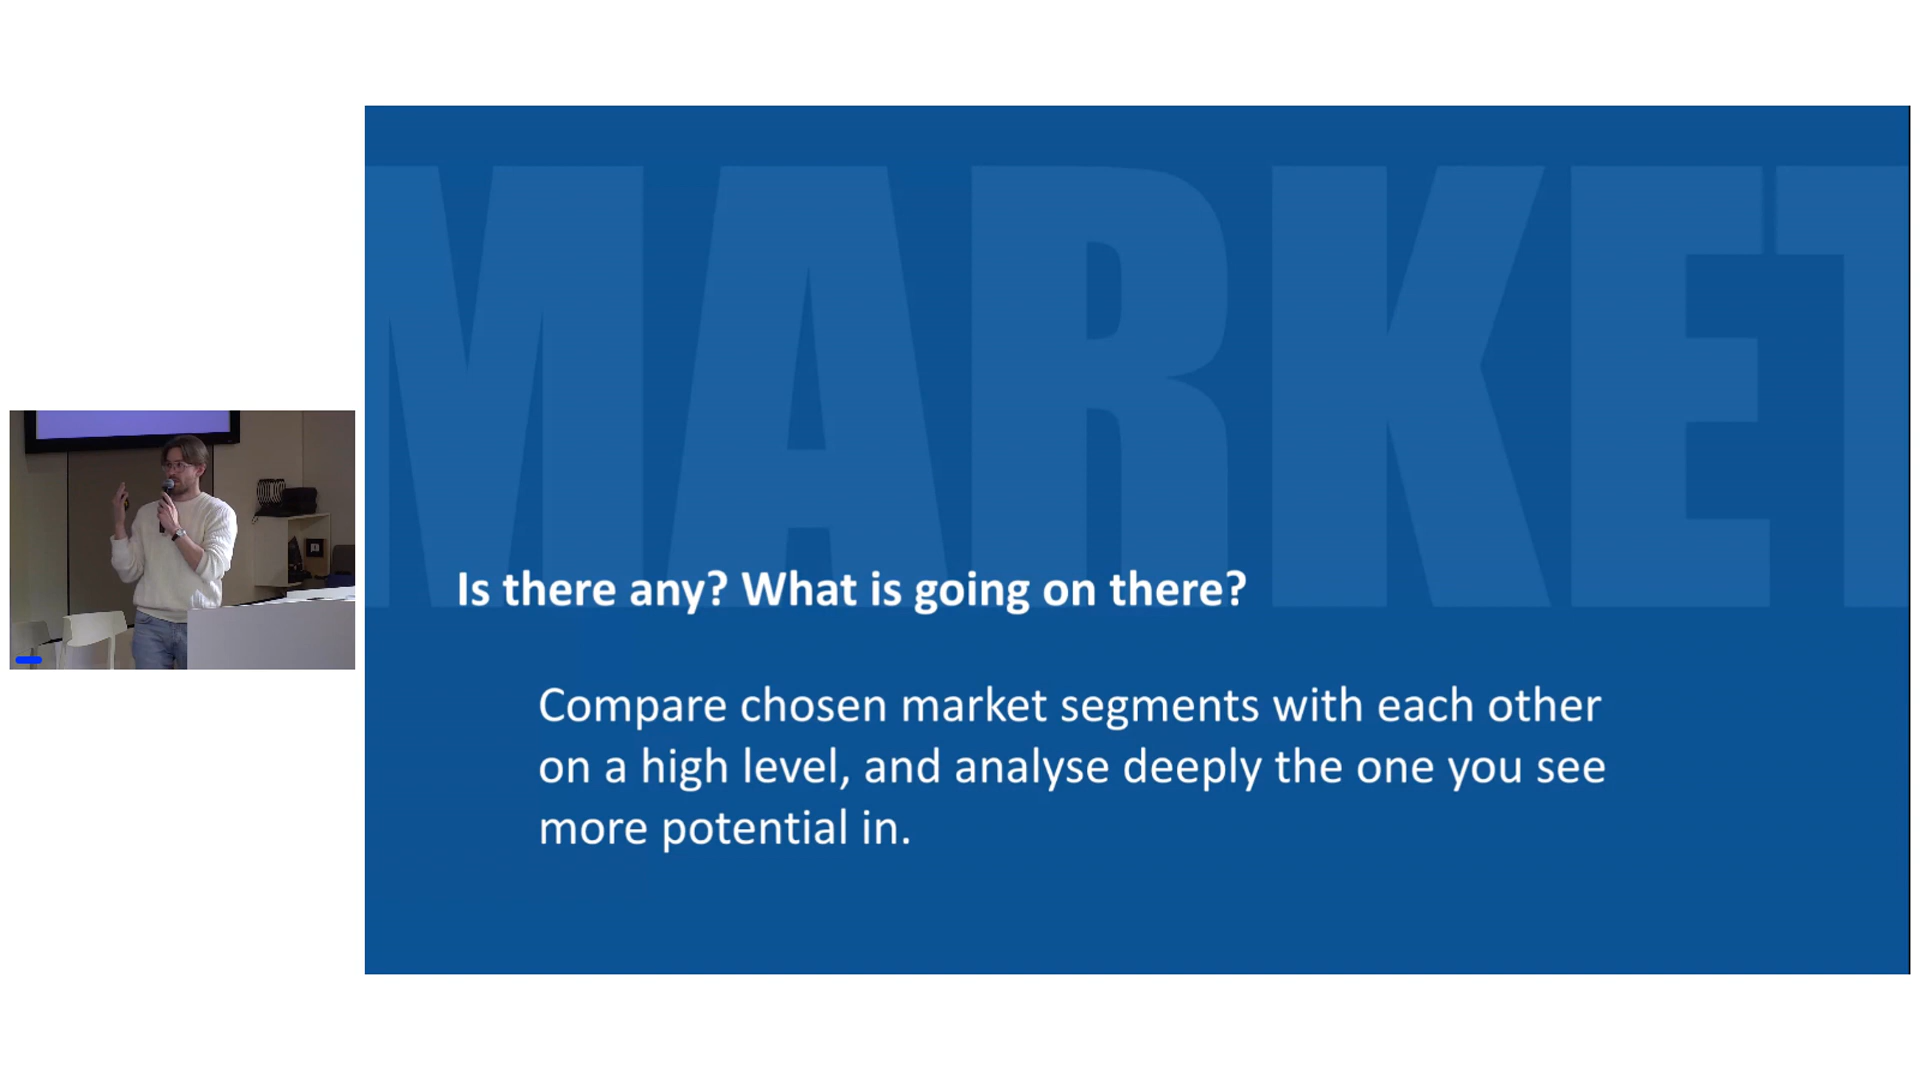 MARKET
Is there any? What is going on there?
Compare chosen market segments with each other
on a high level, and analyse deeply the one you see
more potential in.